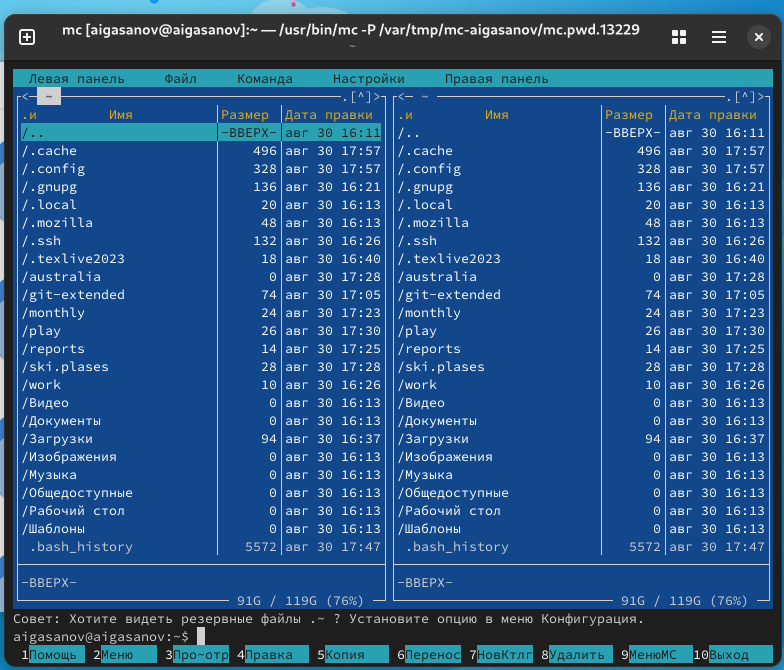 mc [aigasanov@aigasanov]:~ — /usr/bin/mc -P /var/tmp/mc-aigasanov/mc.pwd.13229
~
Левая панель Файл Команда Настройки Правая панель
<─ ~ ─.[^]> <─ ~ ─.[^]>
.и Имя Размер Дата правки .и Имя Размер Дата правки
/.. -ВВЕРХ- авг 30 16:11 /.. -ВВЕРХ- авг 30 16:11
/.cache 496 авг 30 17:57 /.cache 496 авг 30 17:57
/.config 328 авг 30 17:57 /.config 328 авг 30 17:57
/.gnupg 136 авг 30 16:21 /.gnupg 136 авг 30 16:21
/.local 20 авг 30 16:13 /.local 20 авг 30 16:13
/.mozilla 48 авг 30 16:13 /.mozilla 48 авг 30 16:13
/.ssh 132 авг 30 16:26 /.ssh 132 авг 30 16:26
/.texlive2023 18 авг 30 16:40 /.texlive2023 18 авг 30 16:40
/australia 0 авг 30 17:28 /australia 0 авг 30 17:28
/git-extended 74 авг 30 17:05 /git-extended 74 авг 30 17:05
/monthly 24 авг 30 17:23 /monthly 24 авг 30 17:23
/play 26 авг 30 17:30 /play 26 авг 30 17:30
/reports 14 авг 30 17:25 /reports 14 авг 30 17:25
/ski.plases 28 авг 30 17:28 /ski.plases 28 авг 30 17:28
/work 10 авг 30 16:26 /work 10 авг 30 16:26
/Видео 0 авг 30 16:13 /Видео 0 авг 30 16:13
/Документы 0 авг 30 16:13 /Документы 0 авг 30 16:13
/Загрузки 94 авг 30 16:37 /Загрузки 94 авг 30 16:37
/Изображения 0 авг 30 16:13 /Изображения 0 авг 30 16:13
/Музыка 0 авг 30 16:13 /Музыка 0 авг 30 16:13
/Общедоступные 0 авг 30 16:13 /Общедоступные 0 авг 30 16:13
/Рабочий стол 0 авг 30 16:13 /Рабочий стол 0 авг 30 16:13
/Шаблоны 0 авг 30 16:13 /Шаблоны 0 авг 30 16:13
.bash_history 5572 авг 30 17:47 .bash_history 5572 авг 30 17:47
-ВВЕРХ- -ВВЕРХ-
91G / 119G (76%) 91G / 119G (76%)
Совет: Хотите видеть резервные файлы .~ ? Установите опцию в меню Конфигурация.
aigasanov@aigasanov:~$
1Помощь 2Меню 3Про~отр 4Правка 5Копия 6Перенос 7НовКтлг 8Удалить 9МенюMC 10Выход